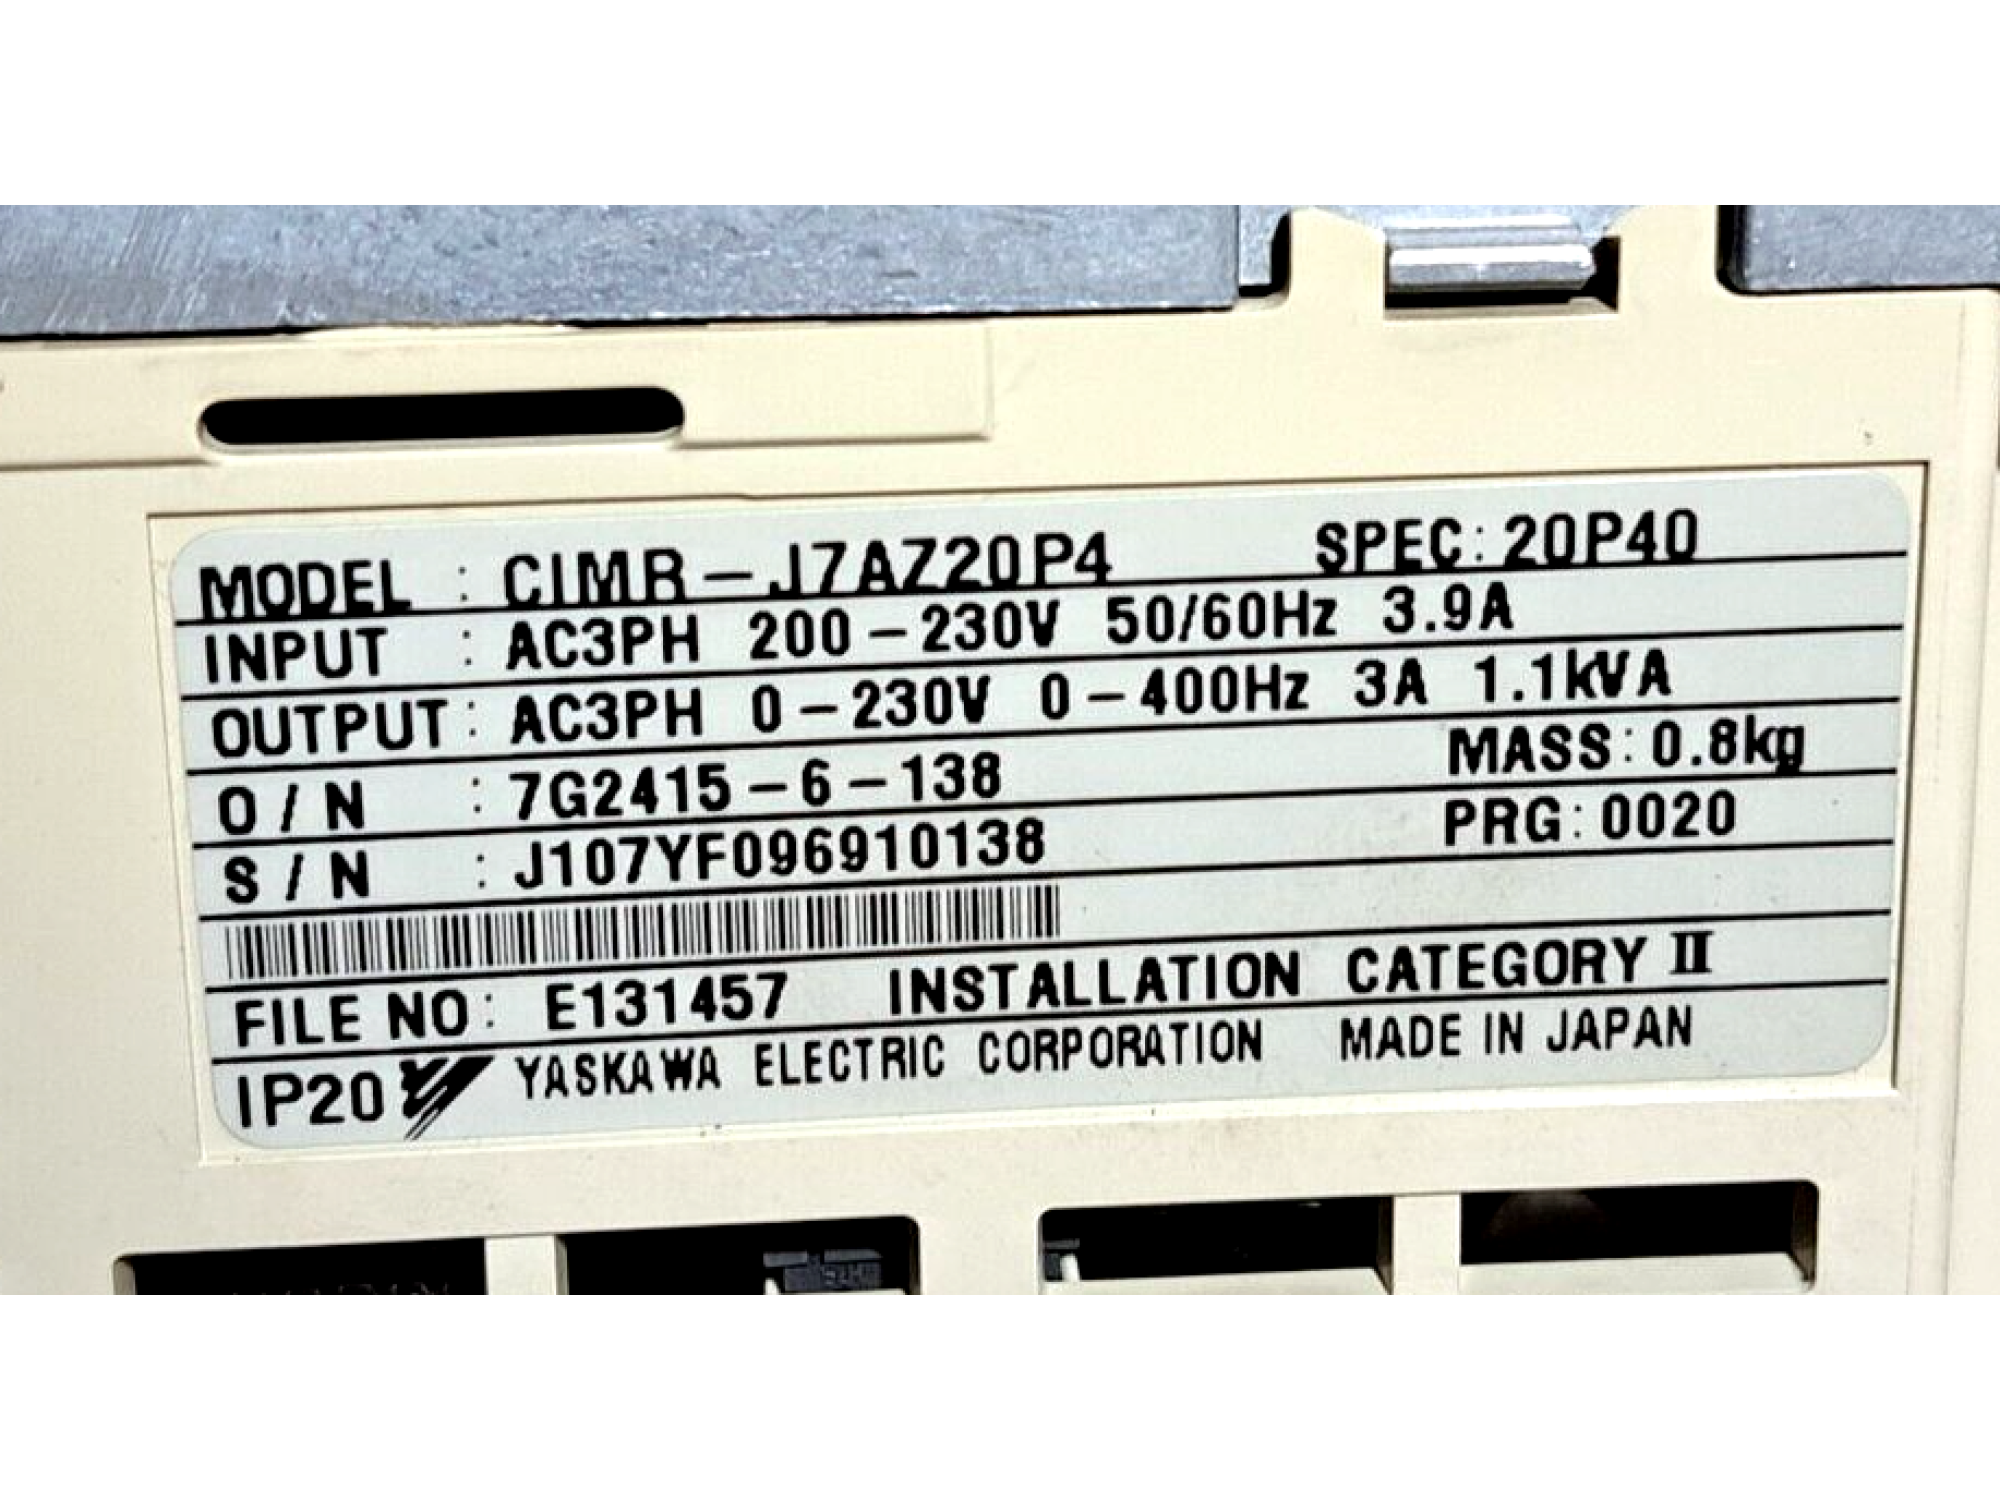 MODEL : CIMR-J7AZ20P4 SPEC: 20P40
INPUT : AC3PH 200-230V 50/60Hz 3.9A
OUTPUT : AC3PH 0-230V 0-400Hz 3A 1.1kVA
O/N : 7G2415-6-138 MASS: 0.8kg
S/N : J107YF096910138 PRG: 0020
FILE NO: E131457 INSTALLATION CATEGORY II
IP20 YASKAWA ELECTRIC CORPORATION MADE IN JAPAN